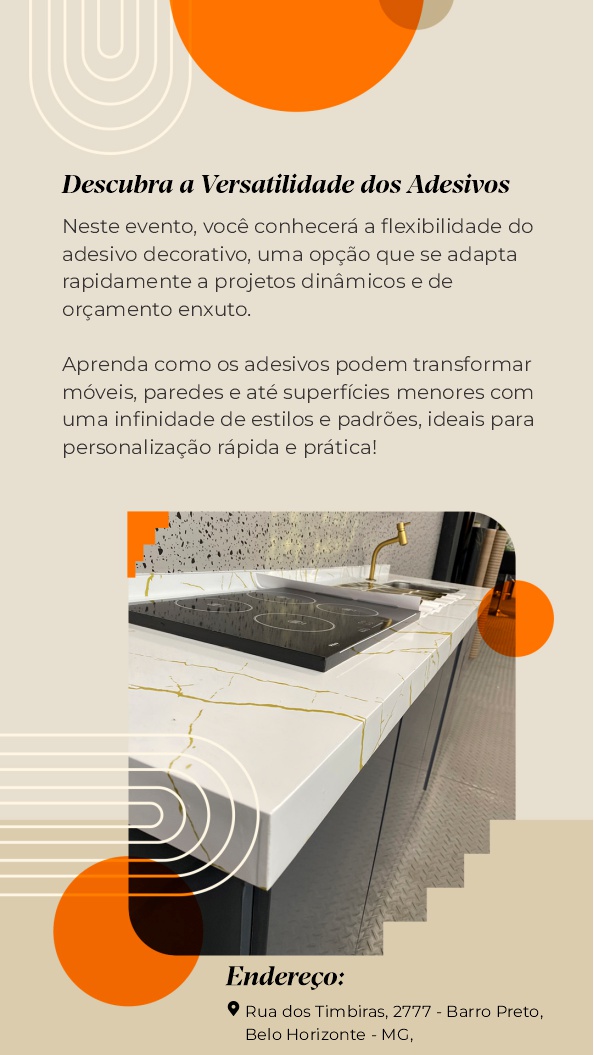 Descubra a Versatilidade dos Adesivos
Neste evento, você conhecerá a flexibilidade do
adesivo decorativo, uma opção que se adapta
rapidamente a projetos dinâmicos e de
orçamento enxuto.
Aprenda como os adesivos podem transformar
móveis, paredes e até superfícies menores com
uma infinidade de estilos e padrões, ideais para
personalização rápida e prática!
Endereço:
Rua dos Timbiras, 2777 - Barro Preto,
Belo Horizonte - MG,